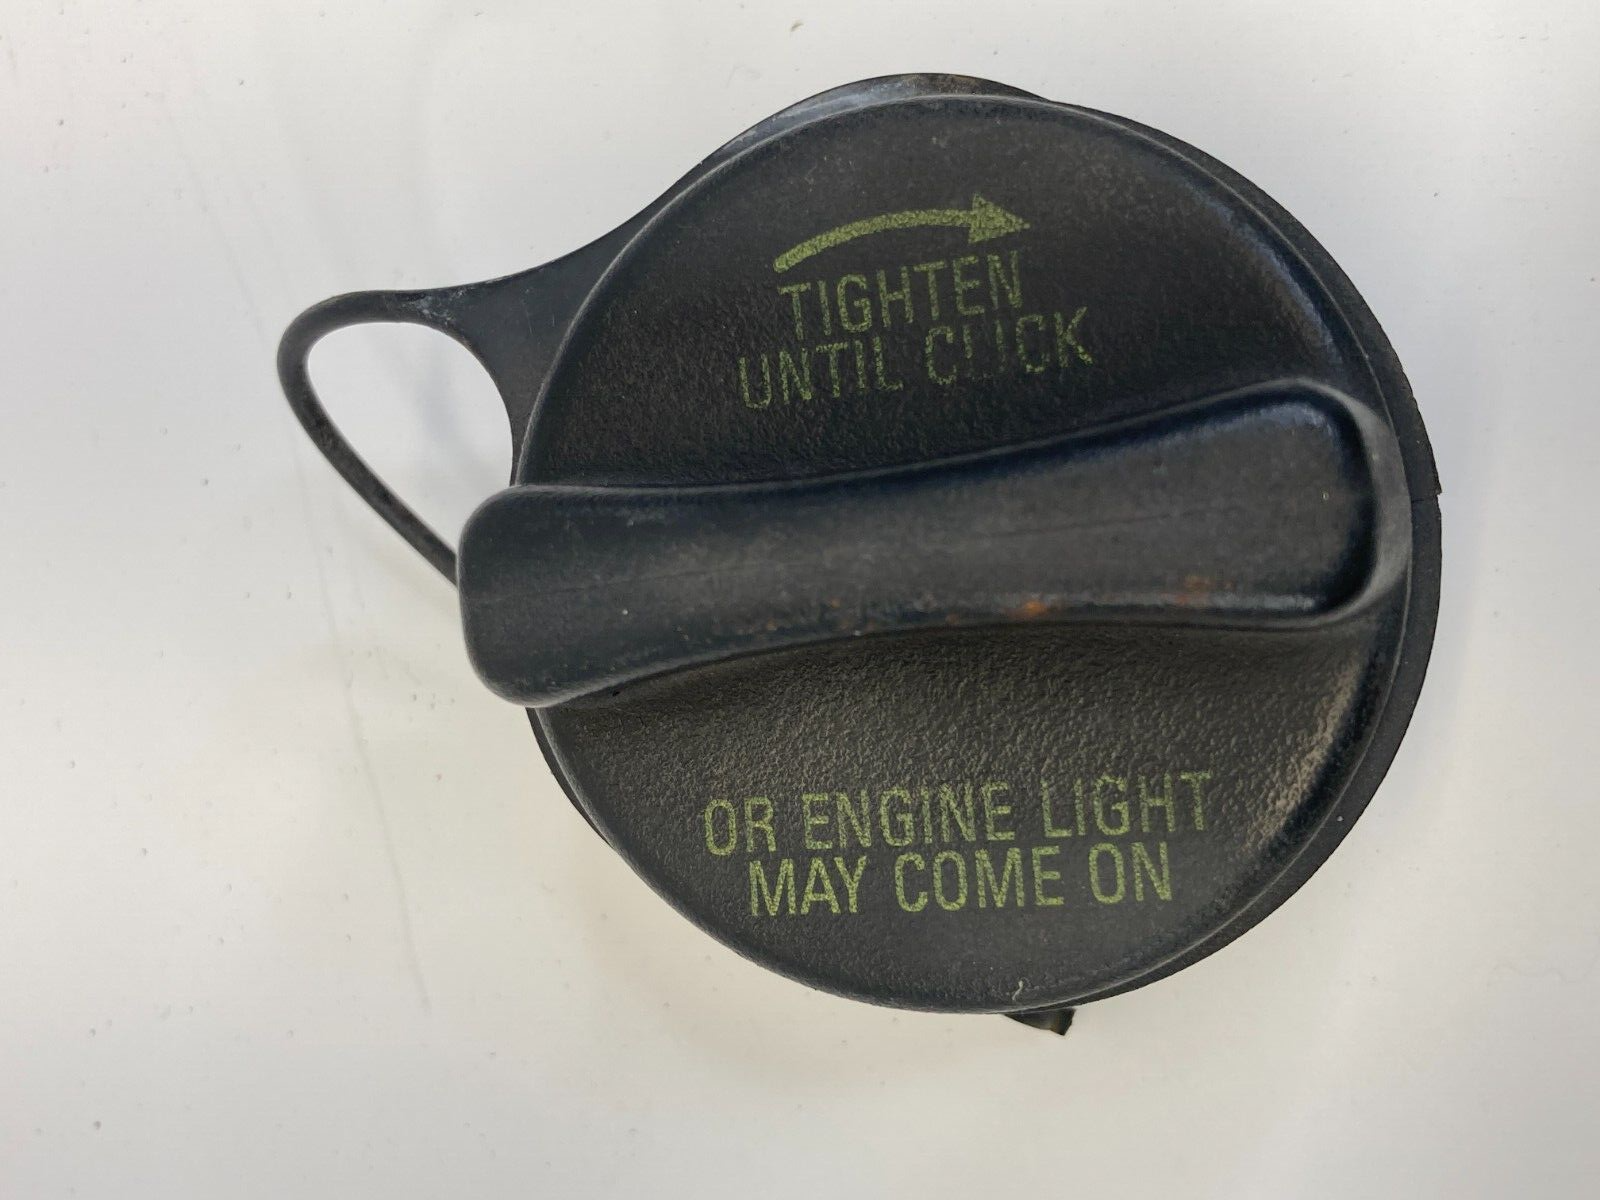 TIGHTEN
UNTIL CLICK
OR ENGINE LIGHT
MAY COME ON